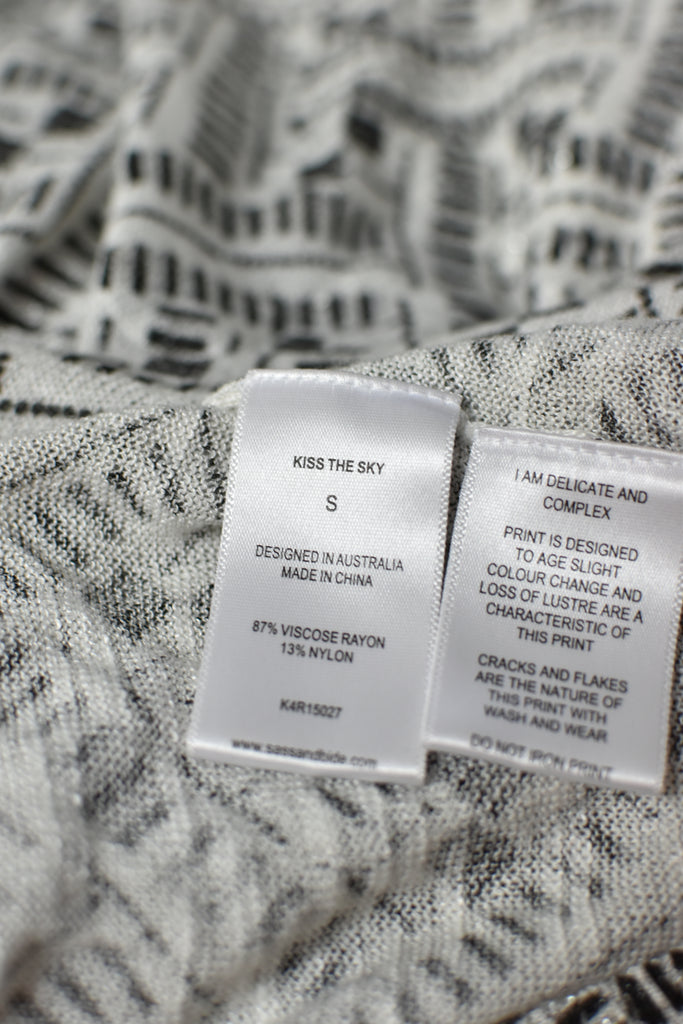 KISS THE SKY
S
DESIGNED IN AUSTRALIA
MADE IN CHINA
87% VISCOSE RAYON
13% NYLON
K4R15027
www.sassandbide.com
I AM DELICATE AND
COMPLEX
PRINT IS DESIGNED
TO AGE SLIGHT
COLOUR CHANGE AND
LOSS OF LUSTRE ARE A
CHARACTERISTIC OF
THIS PRINT
CRACKS AND FLAKES
ARE THE NATURE OF
THIS PRINT WITH
WASH AND WEAR
DO NOT IRON PRINT